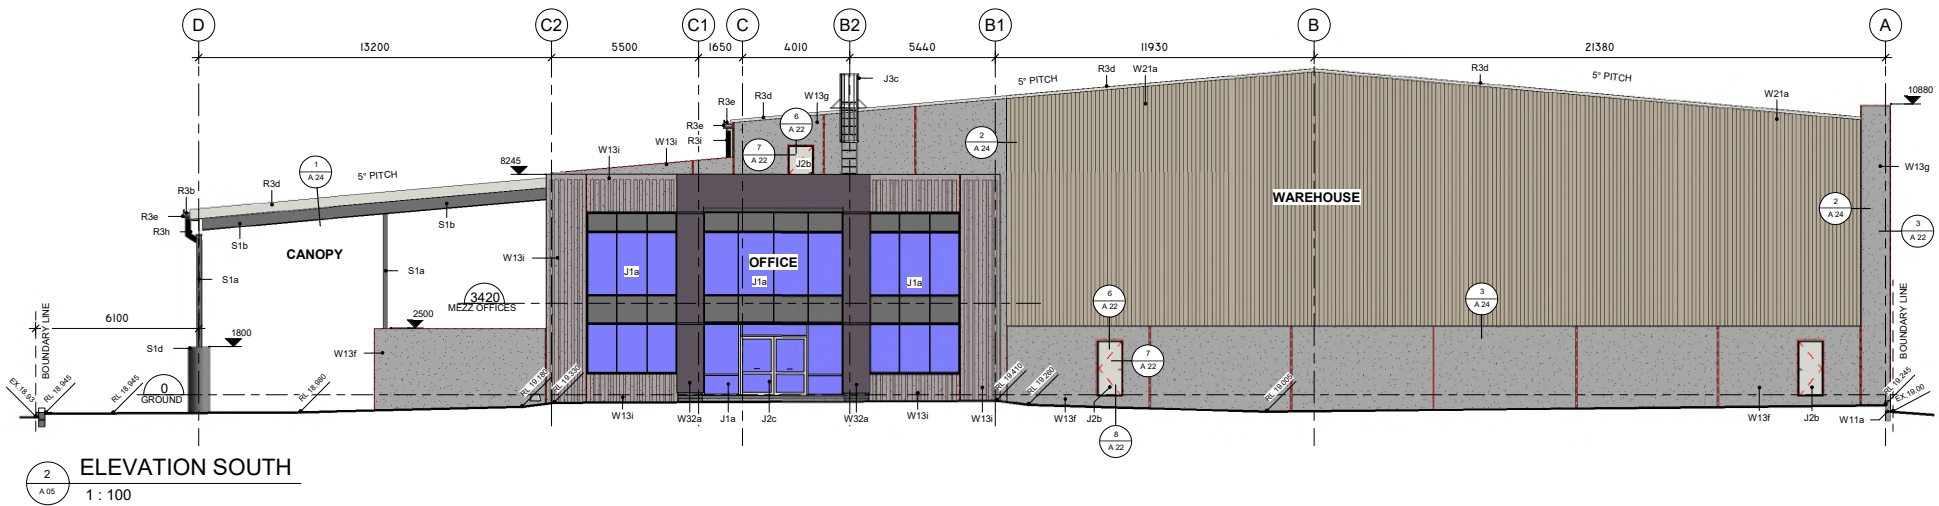 D C2 C1 C B2 B1 B A
13200 5500 1650 4010 5440 11930 21380
J3c
5° PITCH R3d W21a R3d 5° PITCH
R3e R3d W13g W21a 10880
R3e 6 A 22
W13i R3i 2 A 24
W13i 7 A 22 J2b
8245
1 A 24 5° PITCH W13g
R3b R3d
WAREHOUSE
R3e 2 A 24
R3h S1b 3 A 22
S1b
CANOPY W13i OFFICE
S1a S1a J1a J1a J1a
3420 6 A 22 3 A 24
MEZZ OFFICES
BOUNDARY LINE 6100 2500 BOUNDARY LINE
1800
S1d W13f 7 A 22
EX.18.93 RL 18.945 RL 18.945 0 RL 18.980 RL 19.180 RL 19.330 RL 19.410 RL 19.260 RL 19.005 RL 19.245 EX.19.00
GROUND
W13i W32a J1a J2c W32a W13i W13i W13f J2b W13f J2b W11a
8 A 22
2 A 05 ELEVATION SOUTH
1 : 100